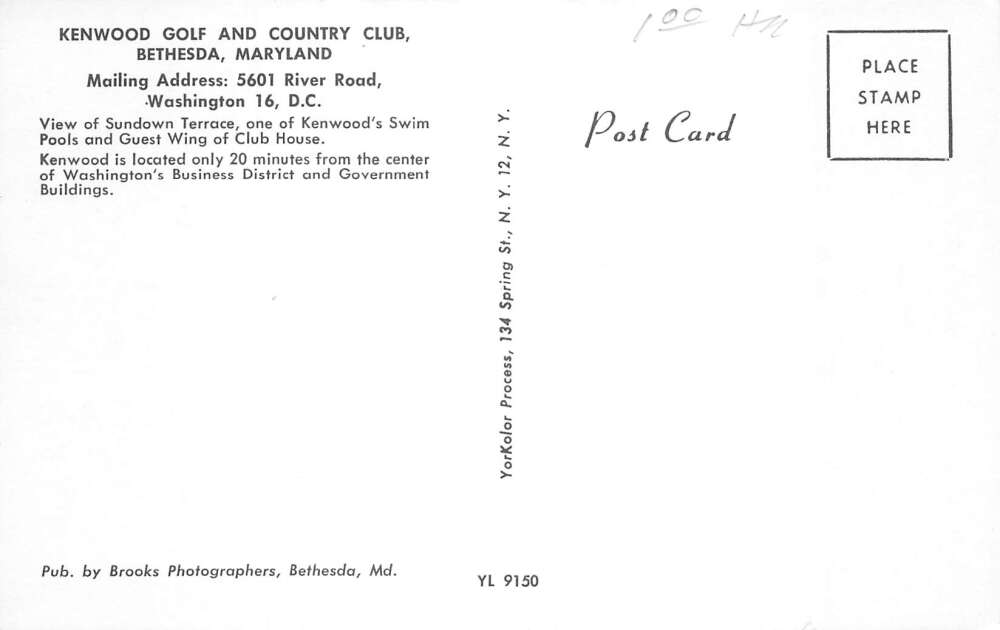 KENWOOD GOLF AND COUNTRY CLUB,
BETHESDA, MARYLAND
Mailing Address: 5601 River Road,
Washington 16, D.C.
View of Sundown Terrace, one of Kenwood's Swim
Pools and Guest Wing of Club House.
Kenwood is located only 20 minutes from the center
of Washington's Business District and Government
Buildings.
Pub. by Brooks Photographers, Bethesda, Md.
YorKolor Process, 134 Spring St., N. Y. 12, N. Y.
YL 9150
1 00
Post Card
PLACE
STAMP
HERE